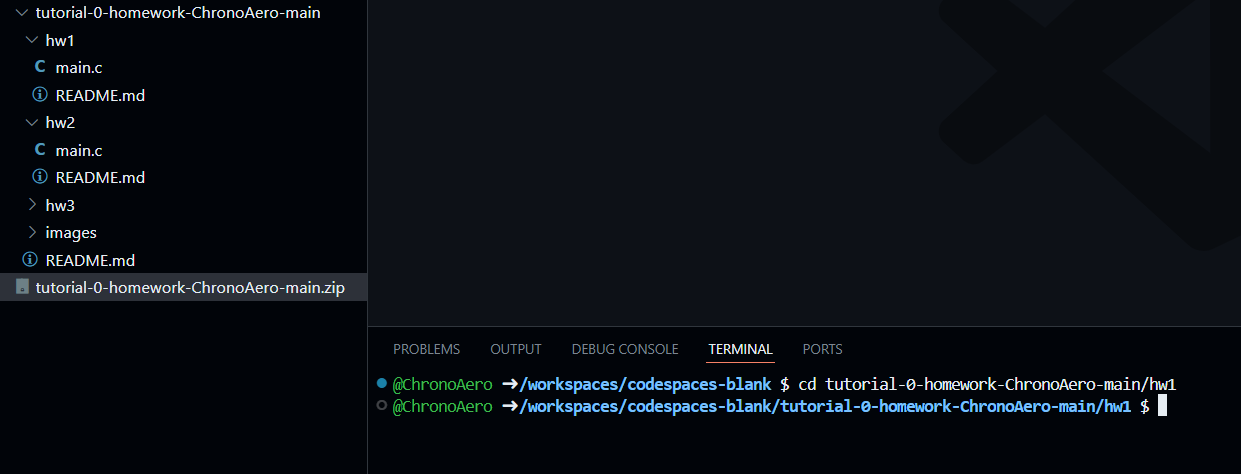 tutorial-0-homework-ChronoAero-main
hw1
C main.c
README.md
hw2
C main.c
README.md
hw3
images
README.md
tutorial-0-homework-ChronoAero-main.zip
PROBLEMS OUTPUT DEBUG CONSOLE TERMINAL PORTS
@ChronoAero ➜/workspaces/codespaces-blank $ cd tutorial-0-homework-ChronoAero-main/hw1
@ChronoAero ➜/workspaces/codespaces-blank/tutorial-0-homework-ChronoAero-main/hw1 $